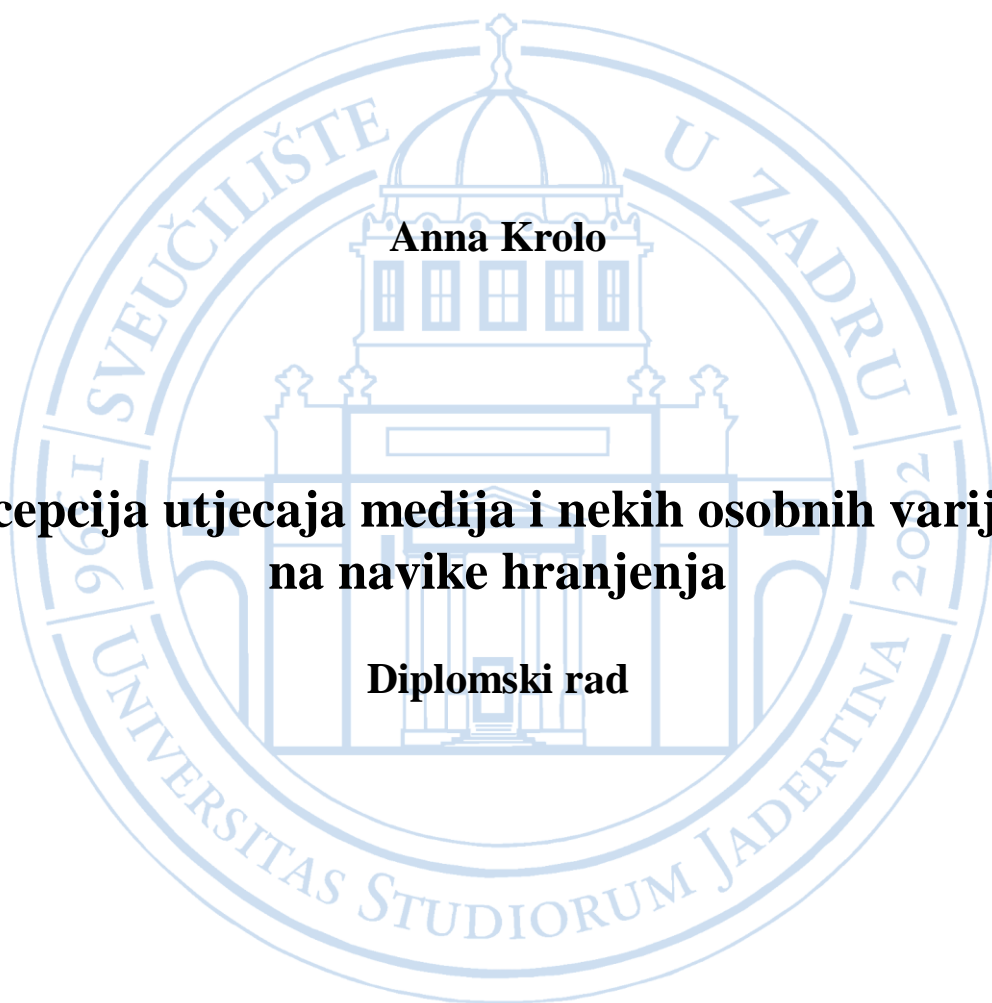 SVEUČILIŠTE U ZADRU
Anna Krolo
cepcija utjecaja medija i nekih osobnih varij
na navike hranjenja
Diplomski rad
1396
2002
UNIVERSITAS STUDIORUM JADERTINA